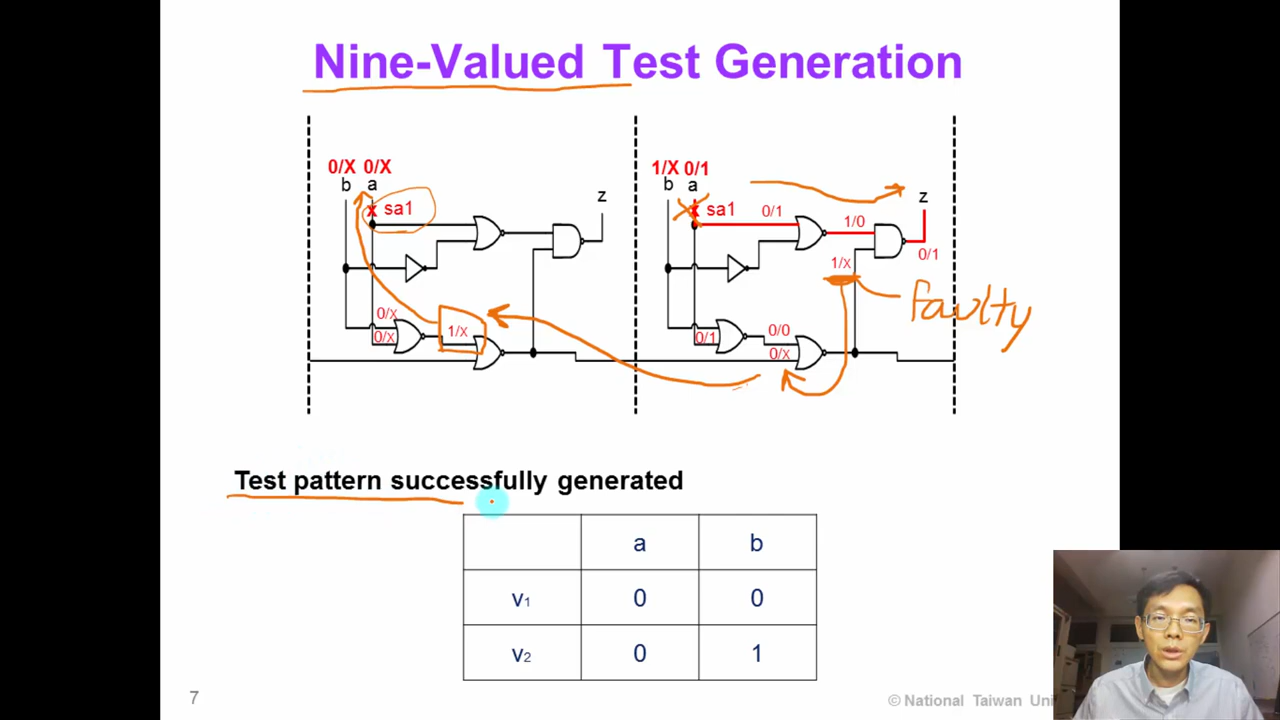 Nine-Valued Test Generation
0/X 0/X
b a
sa1
z
0/x
0/x
1/x
1/X 0/1
b a
sa1
0/1
1/0
z
0/1
1/x
Faulty
0/1
0/0
0/x
Test pattern successfully generated
a b
v1 0 0
v2 0 1
7
© National Taiwan Uni